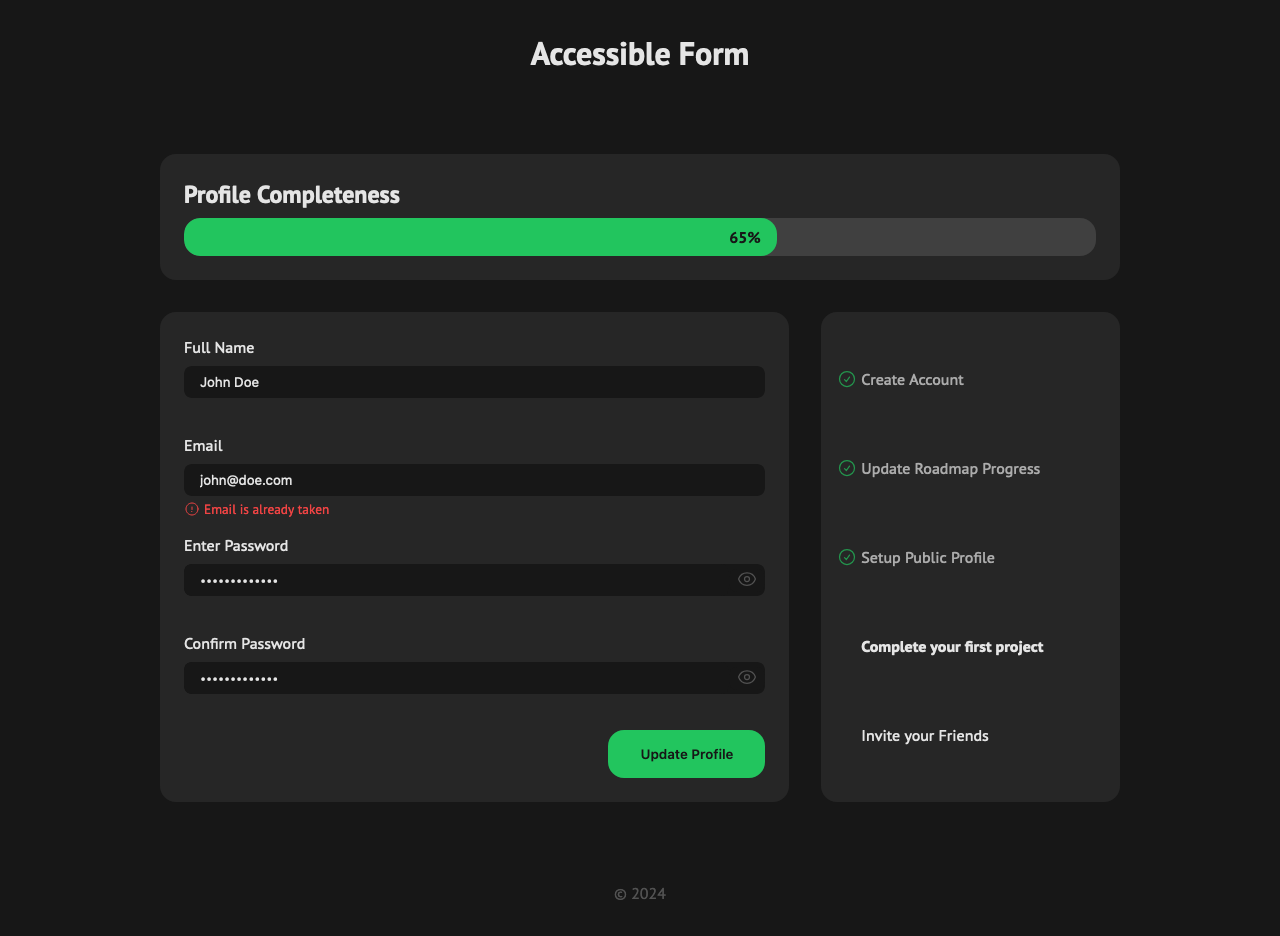 Accessible Form
Profile Completeness
65%
Full Name
John Doe
Email
john@doe.com
Email is already taken
Enter Password
•••••••••••••
Confirm Password
•••••••••••••
Update Profile
Create Account
Update Roadmap Progress
Setup Public Profile
Complete your first project
Invite your Friends
© 2024